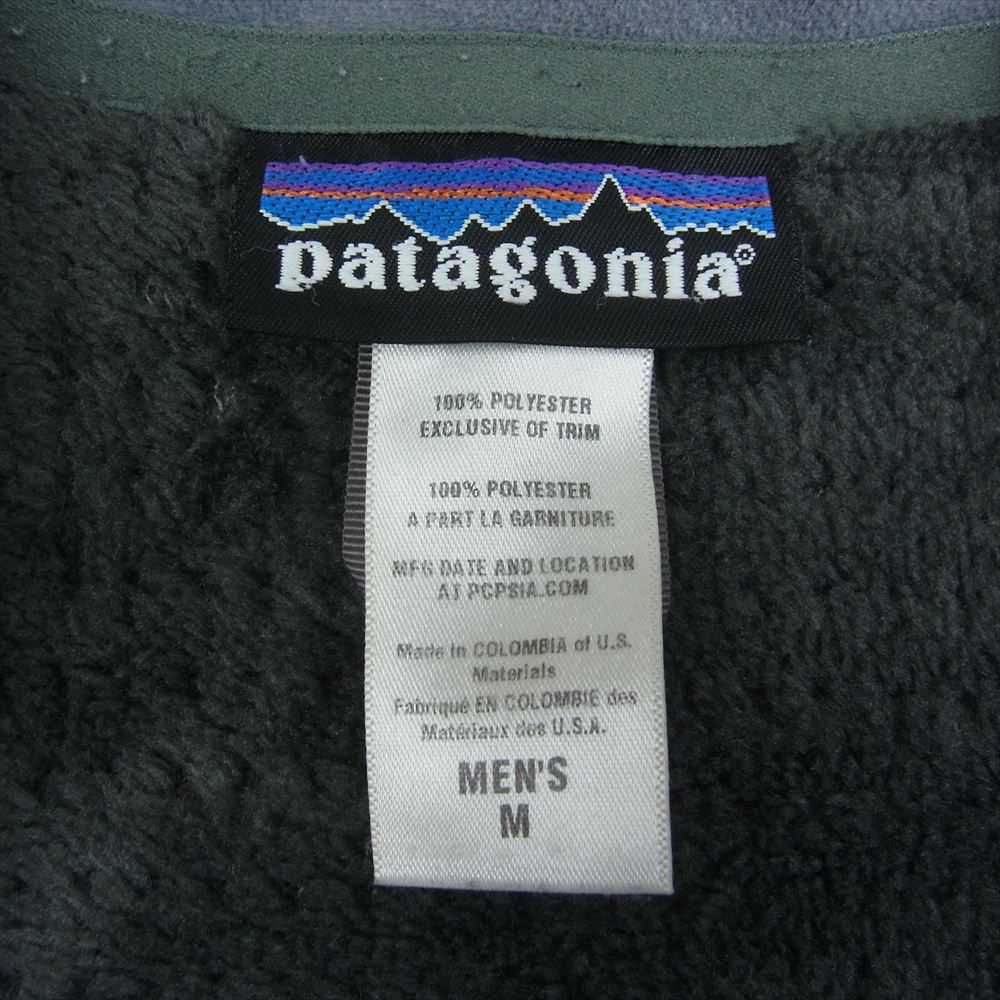 patagonia®
100% POLYESTER
EXCLUSIVE OF TRIM
100% POLYESTER
A PART LA GARNITURE
MFG DATE AND LOCATION
AT PCPSIA.COM
Made in COLOMBIA of U.S.
Materials
Fabriqué EN COLOMBIE des
Matériaux des U.S.A.
MEN'S
M